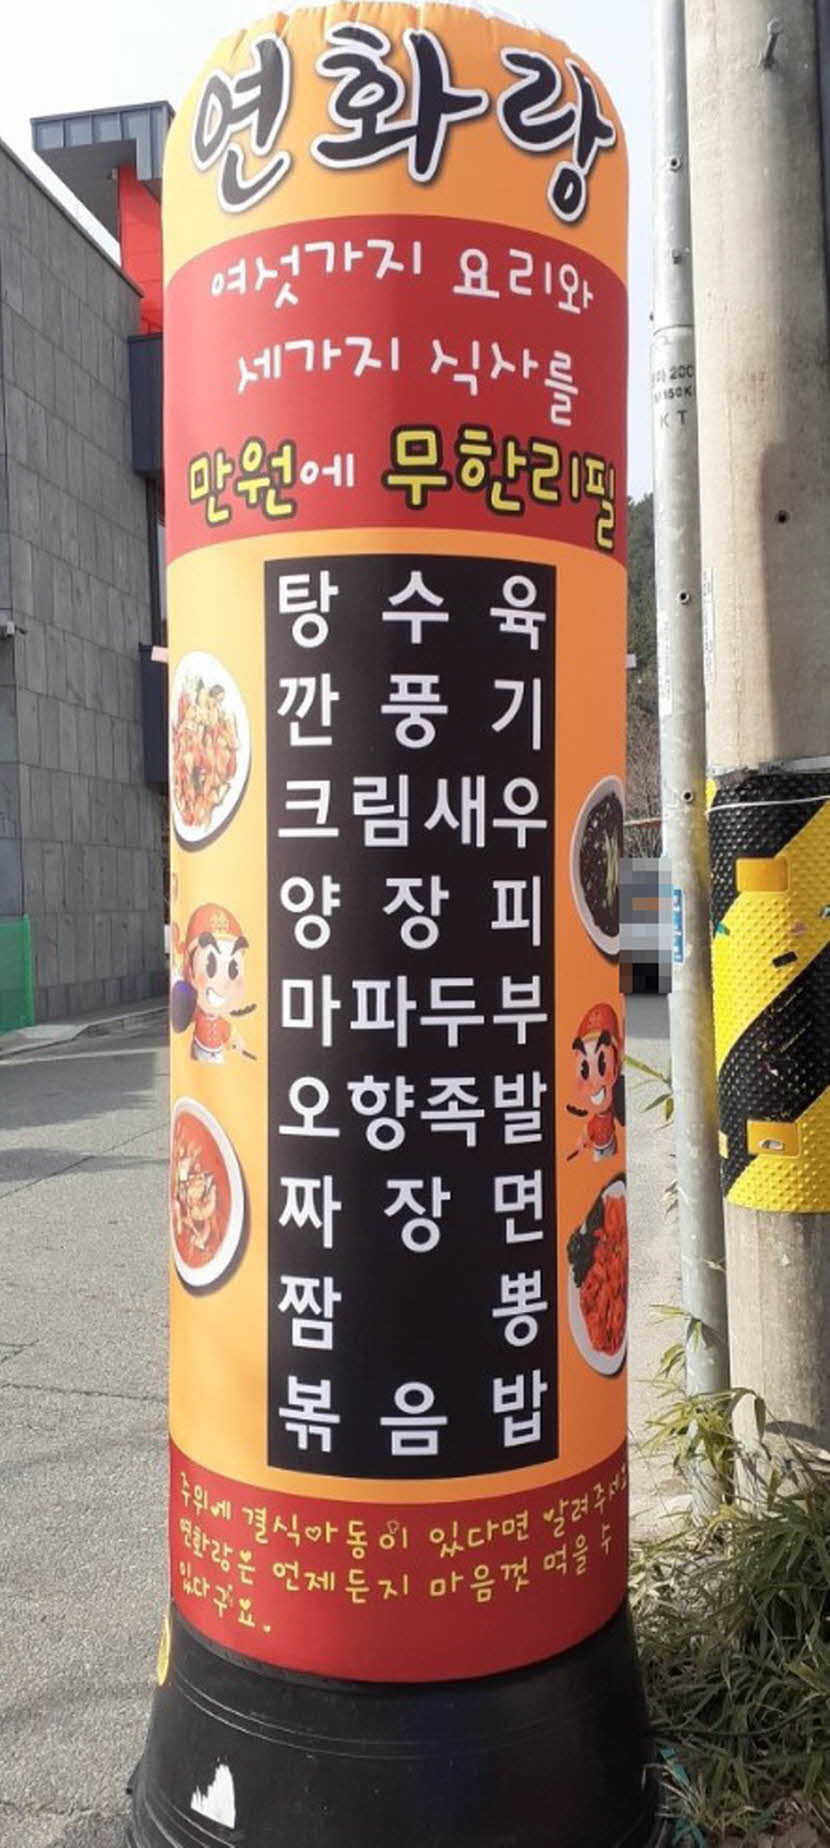 연화랑
여섯가지 요리와
세가지 식사를
만원에 무한리필
탕수육
깐풍기
크림새우
양장피
마파두부
오향족발
짜장면
짬뽕
볶음밥
주위에 결식아동이 있다면 알려주세요
연화랑은 언제든지 마음껏 먹을 수
있다구요.
200
KT